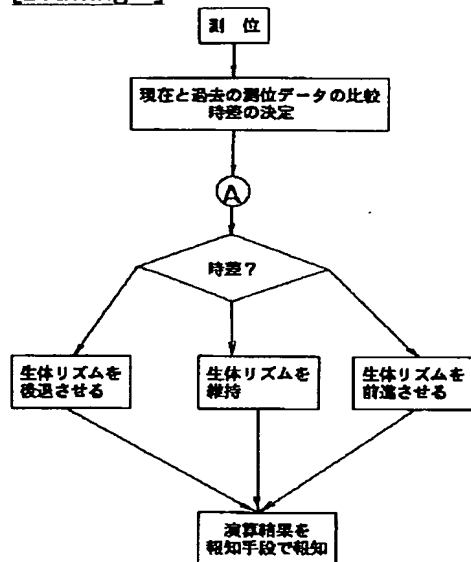 測 位
現在と過去の測位データの比較
時差の決定
A
時差？
生体リズムを
後退させる
生体リズムを
維持
生体リズムを
前進させる
演算結果を
報知手段で報知